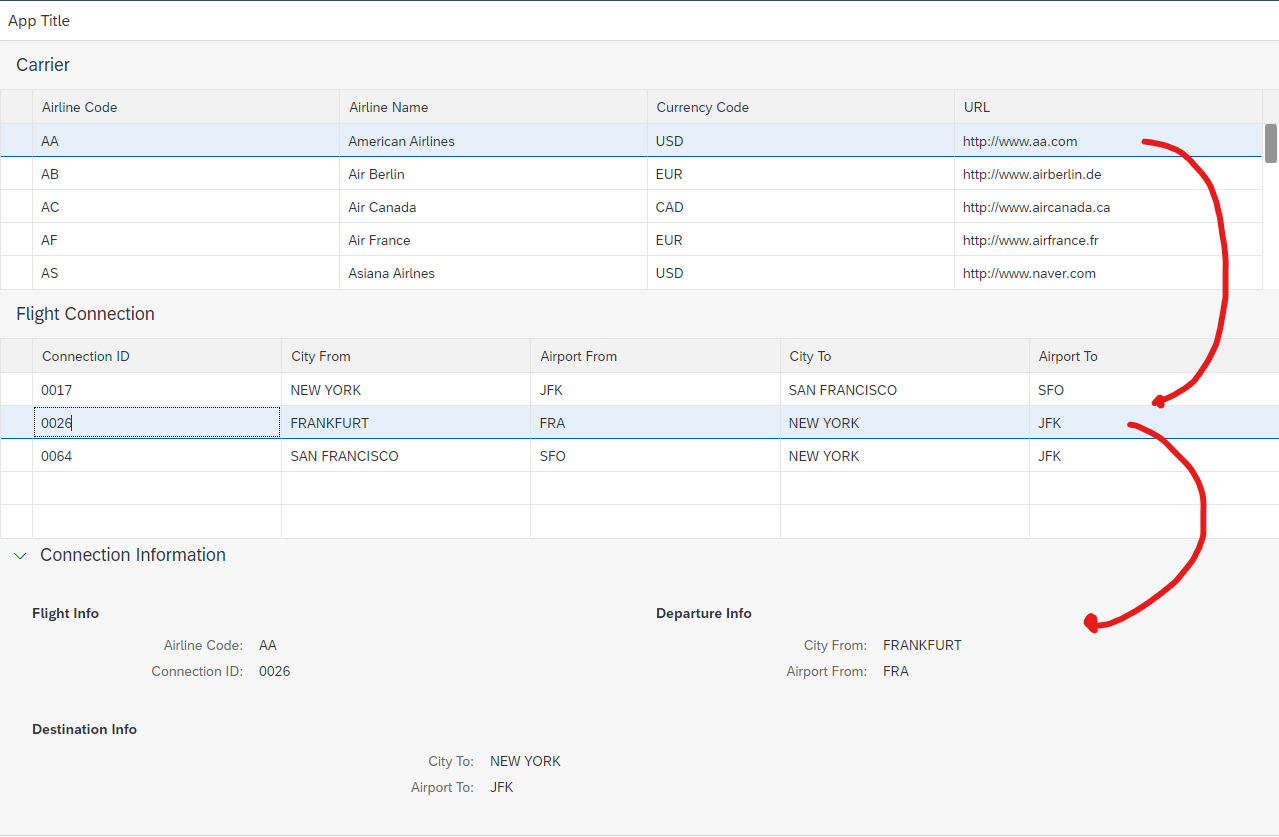 App Title
Carrier
Airline Code Airline Name Currency Code URL
AA American Airlines USD http://www.aa.com
AB Air Berlin EUR http://www.airberlin.de
AC Air Canada CAD http://www.aircanada.ca
AF Air France EUR http://www.airfrance.fr
AS Asiana Airlnes USD http://www.naver.com
Flight Connection
Connection ID City From Airport From City To Airport To
0017 NEW YORK JFK SAN FRANCISCO SFO
0026 FRANKFURT FRA NEW YORK JFK
0064 SAN FRANCISCO SFO NEW YORK JFK
Connection Information
Flight Info Departure Info
Airline Code: AA City From: FRANKFURT
Connection ID: 0026 Airport From: FRA
Destination Info
City To: NEW YORK
Airport To: JFK